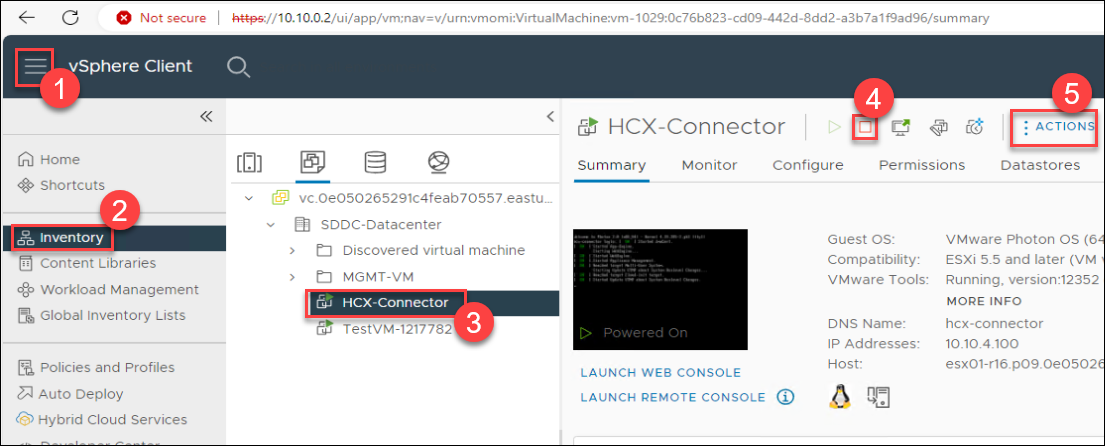 Not secure https://10.10.0.2/ui/app/vm;nav=v/urn:vmomi:VirtualMachine:vm-1029:0c76b823-cd09-442d-8dd2-a3b7a1f9ad96/summary
vSphere Client
1
4
5
HCX-Connector
ACTIONS
Summary Monitor Configure Permissions Datastores
Home
Shortcuts
2
Inventory
Content Libraries
Workload Management
Global Inventory Lists
Policies and Profiles
Auto Deploy
Hybrid Cloud Services
Developer Center
vc.0e050265291c4feab70557.eastu...
SDDC-Datacenter
Discovered virtual machine
MGMT-VM
HCX-Connector
3
TestVM-1217782
Powered On
LAUNCH WEB CONSOLE
LAUNCH REMOTE CONSOLE
Guest OS: VMware Photon OS (64
Compatibility: ESXi 5.5 and later (VM v
VMware Tools: Running, version:12352
MORE INFO
DNS Name: hcx-connector
IP Addresses: 10.10.4.100
Host: esx01-r16.p09.0e05026